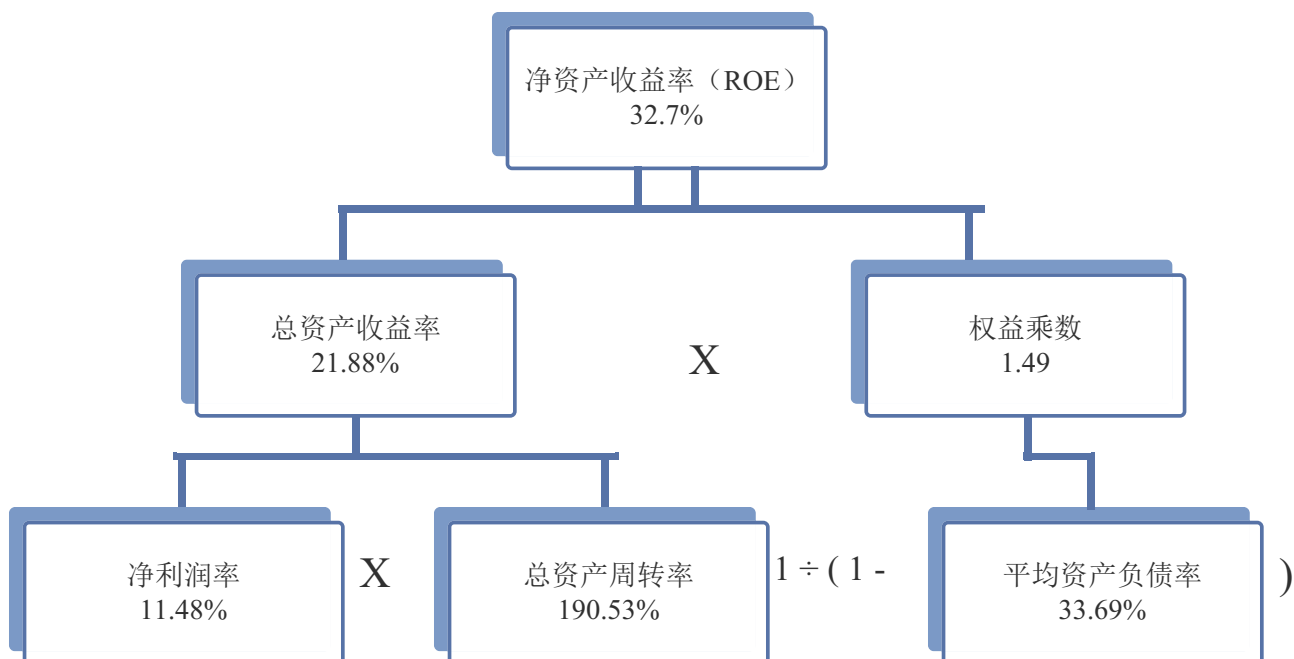 净资产收益率（ROE）
32.7%
总资产收益率
21.88%
X
权益乘数
1.49
净利润率
11.48%
X
总资产周转率
190.53%
1 ÷ ( 1 -
平均资产负债率
33.69%
)